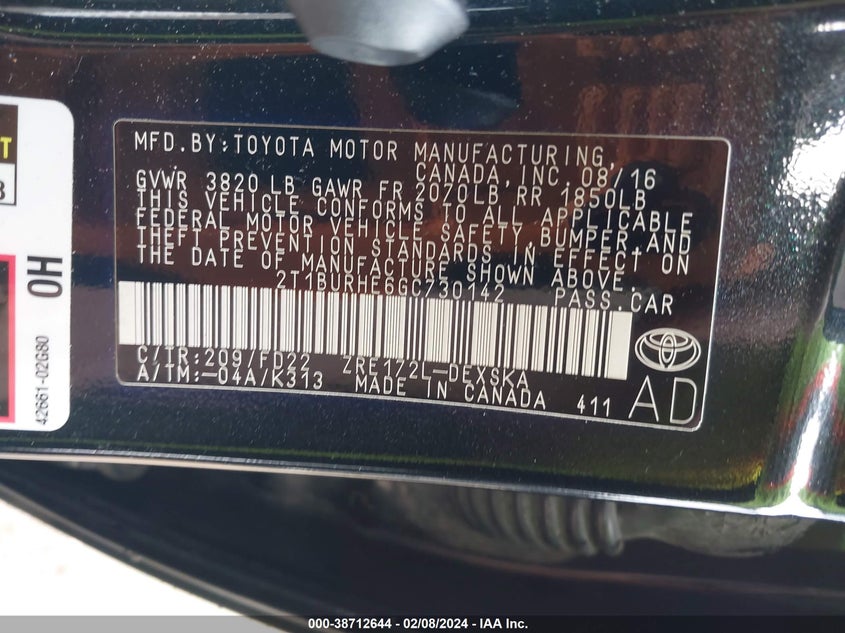 MFD.BY:TOYOTA MOTOR MANUFACTURING,
CANADA, INC. 08/16
GVWR 3820 LB GAWR FR 2070LB RR 1850LB
THIS VEHICLE CONFORMS TO ALL APPLICABLE
FEDERAL MOTOR VEHICLE SAFETY, BUMPER, AND
THEFT PREVENTION STANDARDS IN EFFECT ON
THE DATE OF MANUFACTURE SHOWN ABOVE.
2T1BURHE6GC730142 PASS.CAR
C/TR:209/FD22 ZRE172L-DEXSKA
A/TM:-04A/K313 MADE IN CANADA 411
AD
OH
42661-02G80
000-38712644 - 02/08/2024 - IAA Inc.